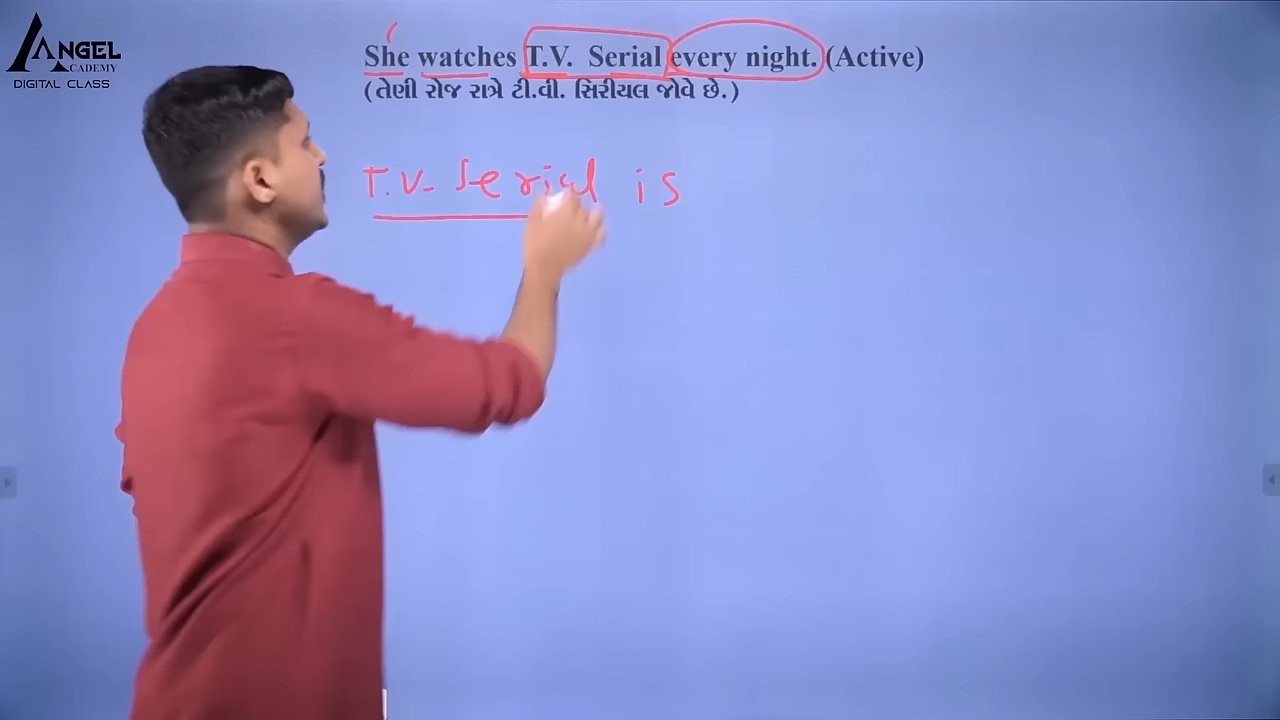 ANGEL
ACADEMY
DIGITAL CLASS
She watches T.V. Serial every night. (Active)
(તેણી રોજ રાત્રે ટી.વી. સિરીયલ જોવે છે.)
T.V. Serial is